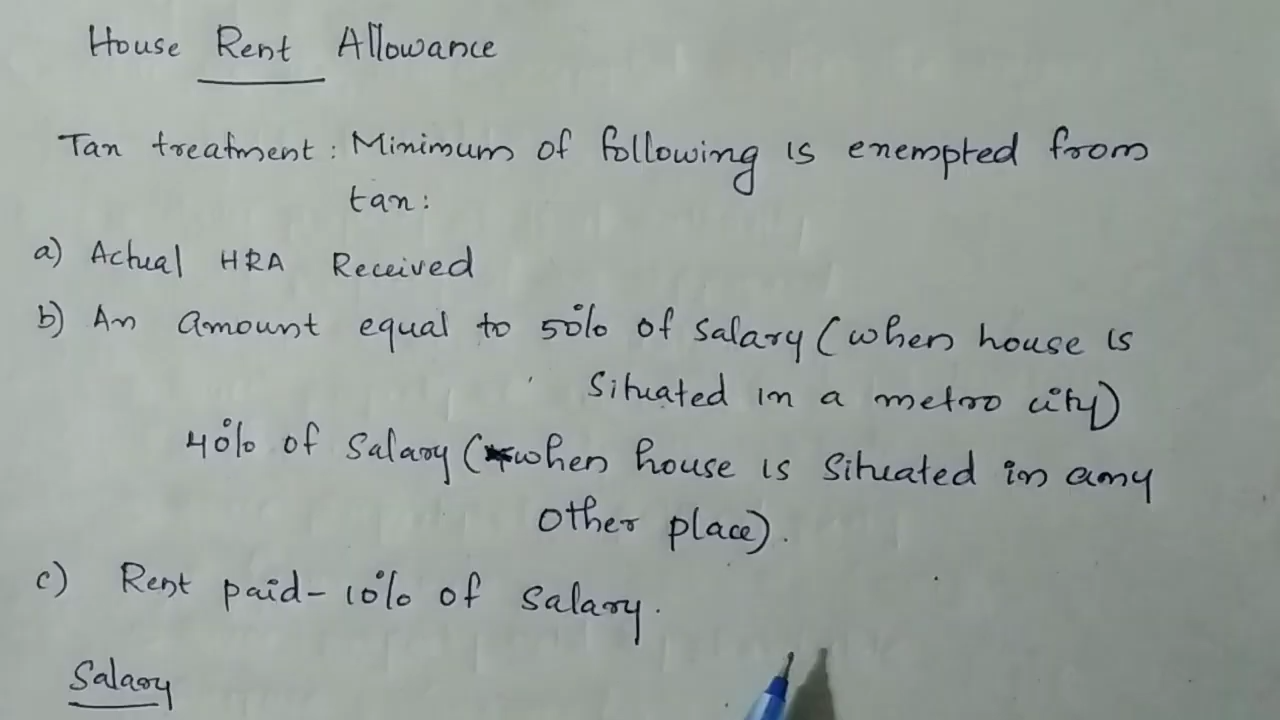 House Rent Allowance
Tax treatment: Minimum of following is exempted from
tax:
a) Actual HRA Received
b) An amount equal to 50% of salary (when house is
situated in a metro city)
40% of salary (when house is situated in any
other place).
c) Rent paid - 10% of salary.
Salary